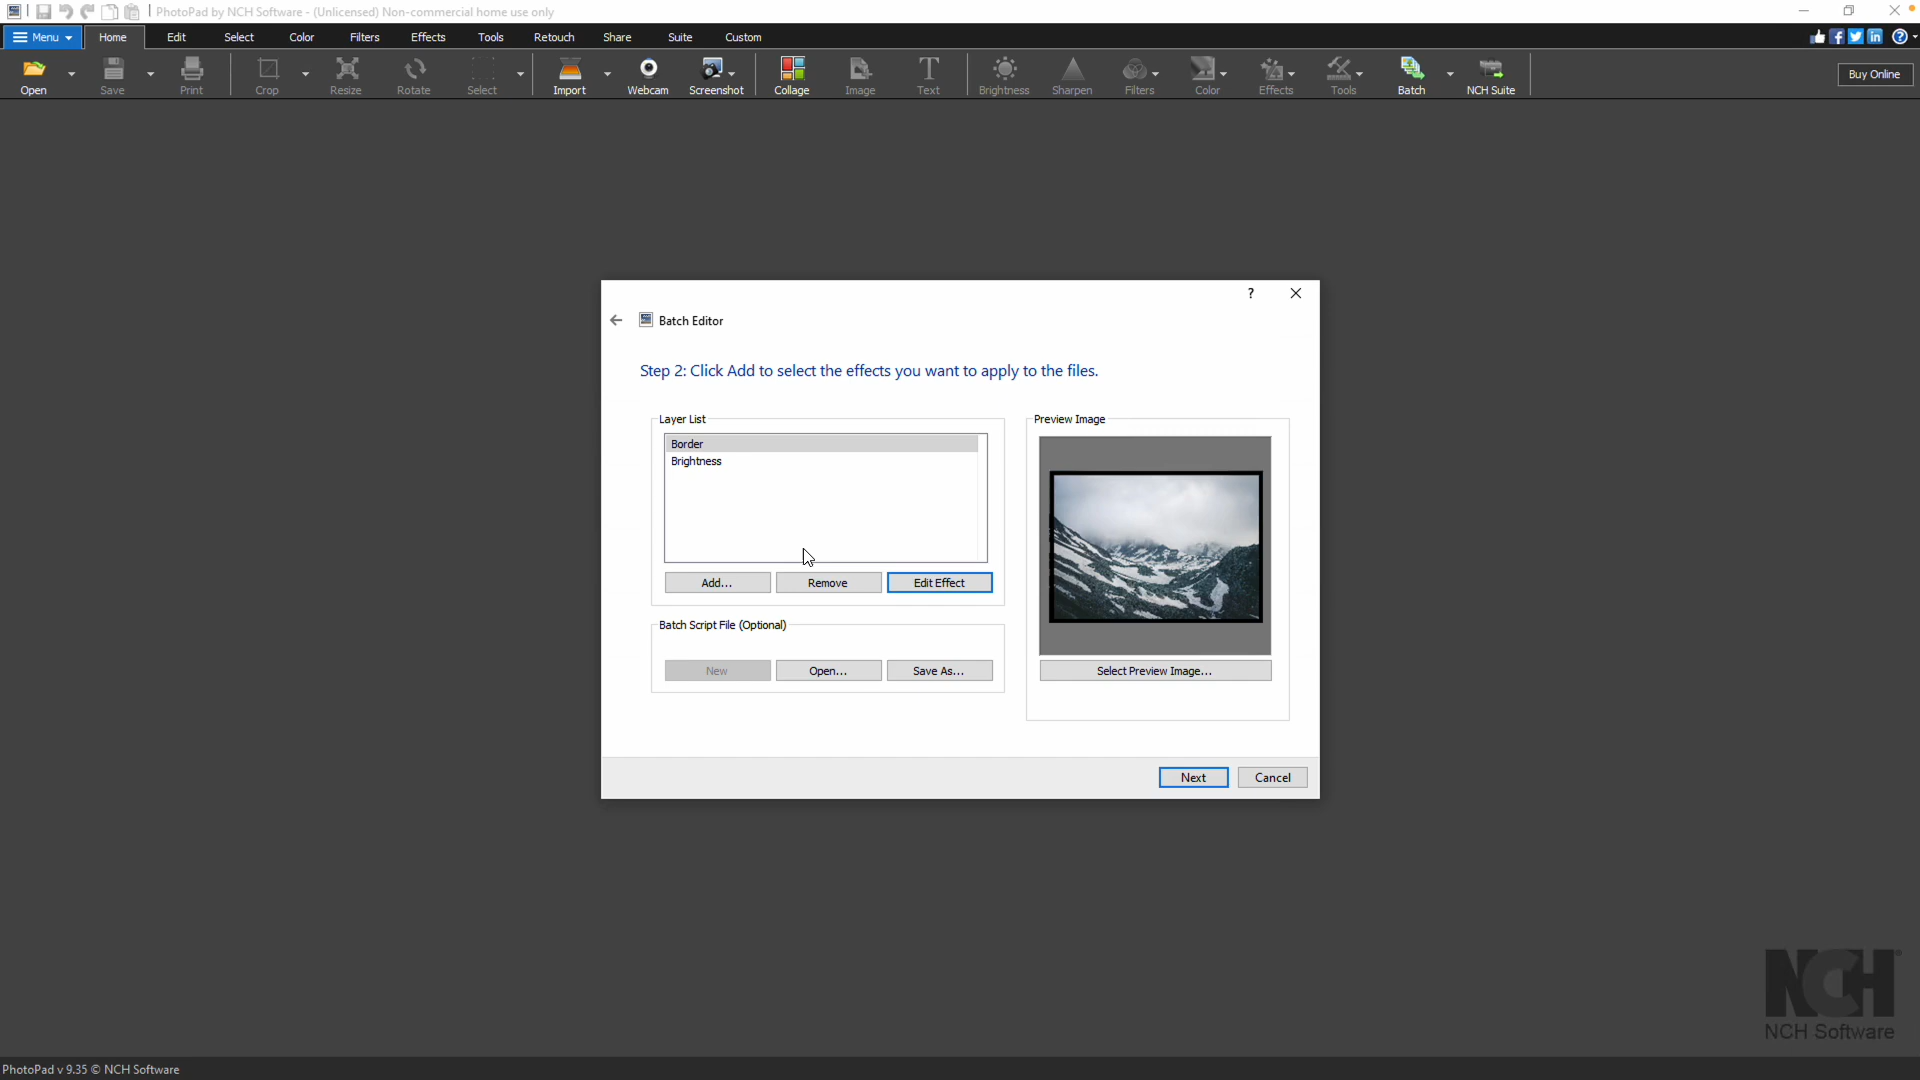 PhotoPad by NCH Software - (Unlicensed) Non-commercial home use only
Menu Home Edit Select Color Filters Effects Tools Retouch Share Suite Custom
Open Save Print Crop Resize Rotate Select Import Webcam Screenshot Collage Image Text Brightness Sharpen Filters Color Effects Tools Batch NCH Suite Buy Online
?
Batch Editor
Step 2: Click Add to select the effects you want to apply to the files.
Layer List
Border
Brightness
Add... Remove Edit Effect
Batch Script File (Optional)
New Open... Save As...
Preview Image
Select Preview Image...
Next Cancel
NCH
NCH Software
PhotoPad v 9.35 © NCH Software